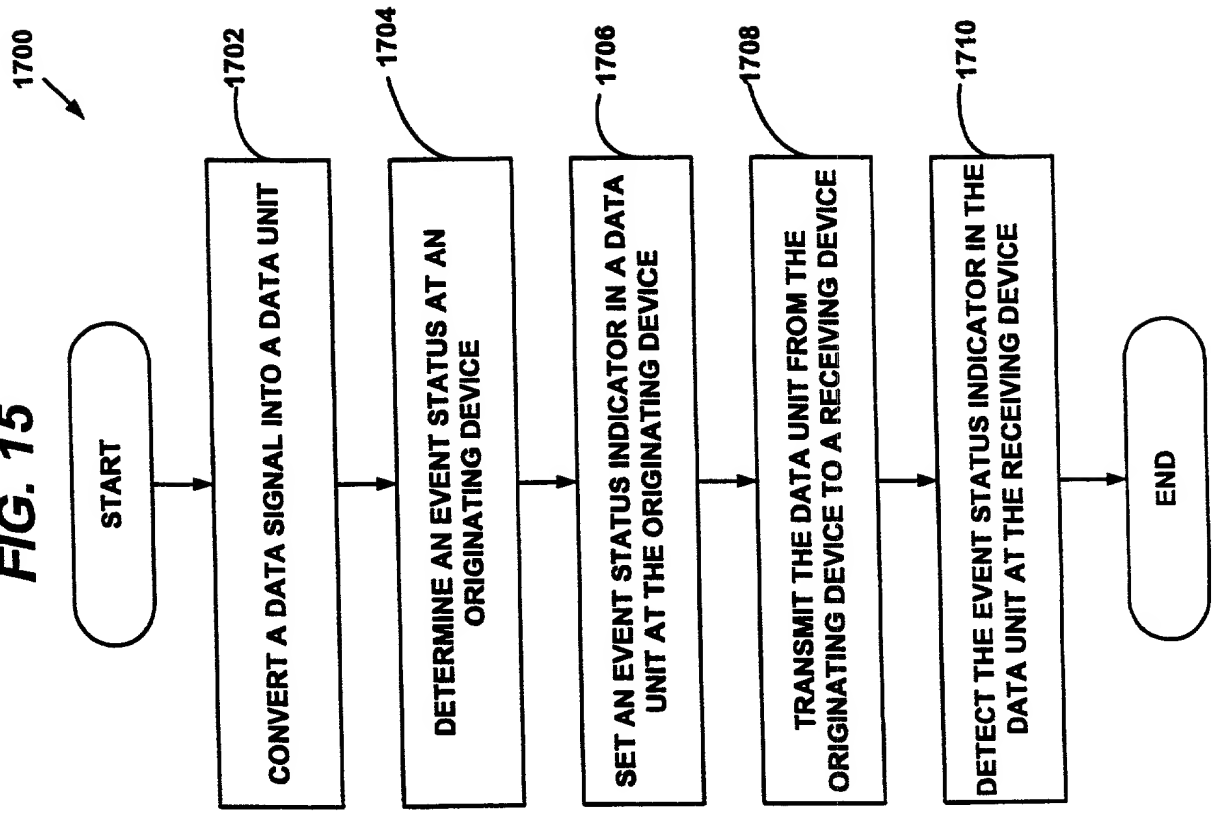 FIG. 15
1700
START
1702
CONVERT A DATA SIGNAL INTO A DATA UNIT
1704
DETERMINE AN EVENT STATUS AT AN
ORIGINATING DEVICE
1706
SET AN EVENT STATUS INDICATOR IN A DATA
UNIT AT THE ORIGINATING DEVICE
1708
TRANSMIT THE DATA UNIT FROM THE
ORIGINATING DEVICE TO A RECEIVING DEVICE
1710
DETECT THE EVENT STATUS INDICATOR IN THE
DATA UNIT AT THE RECEIVING DEVICE
END